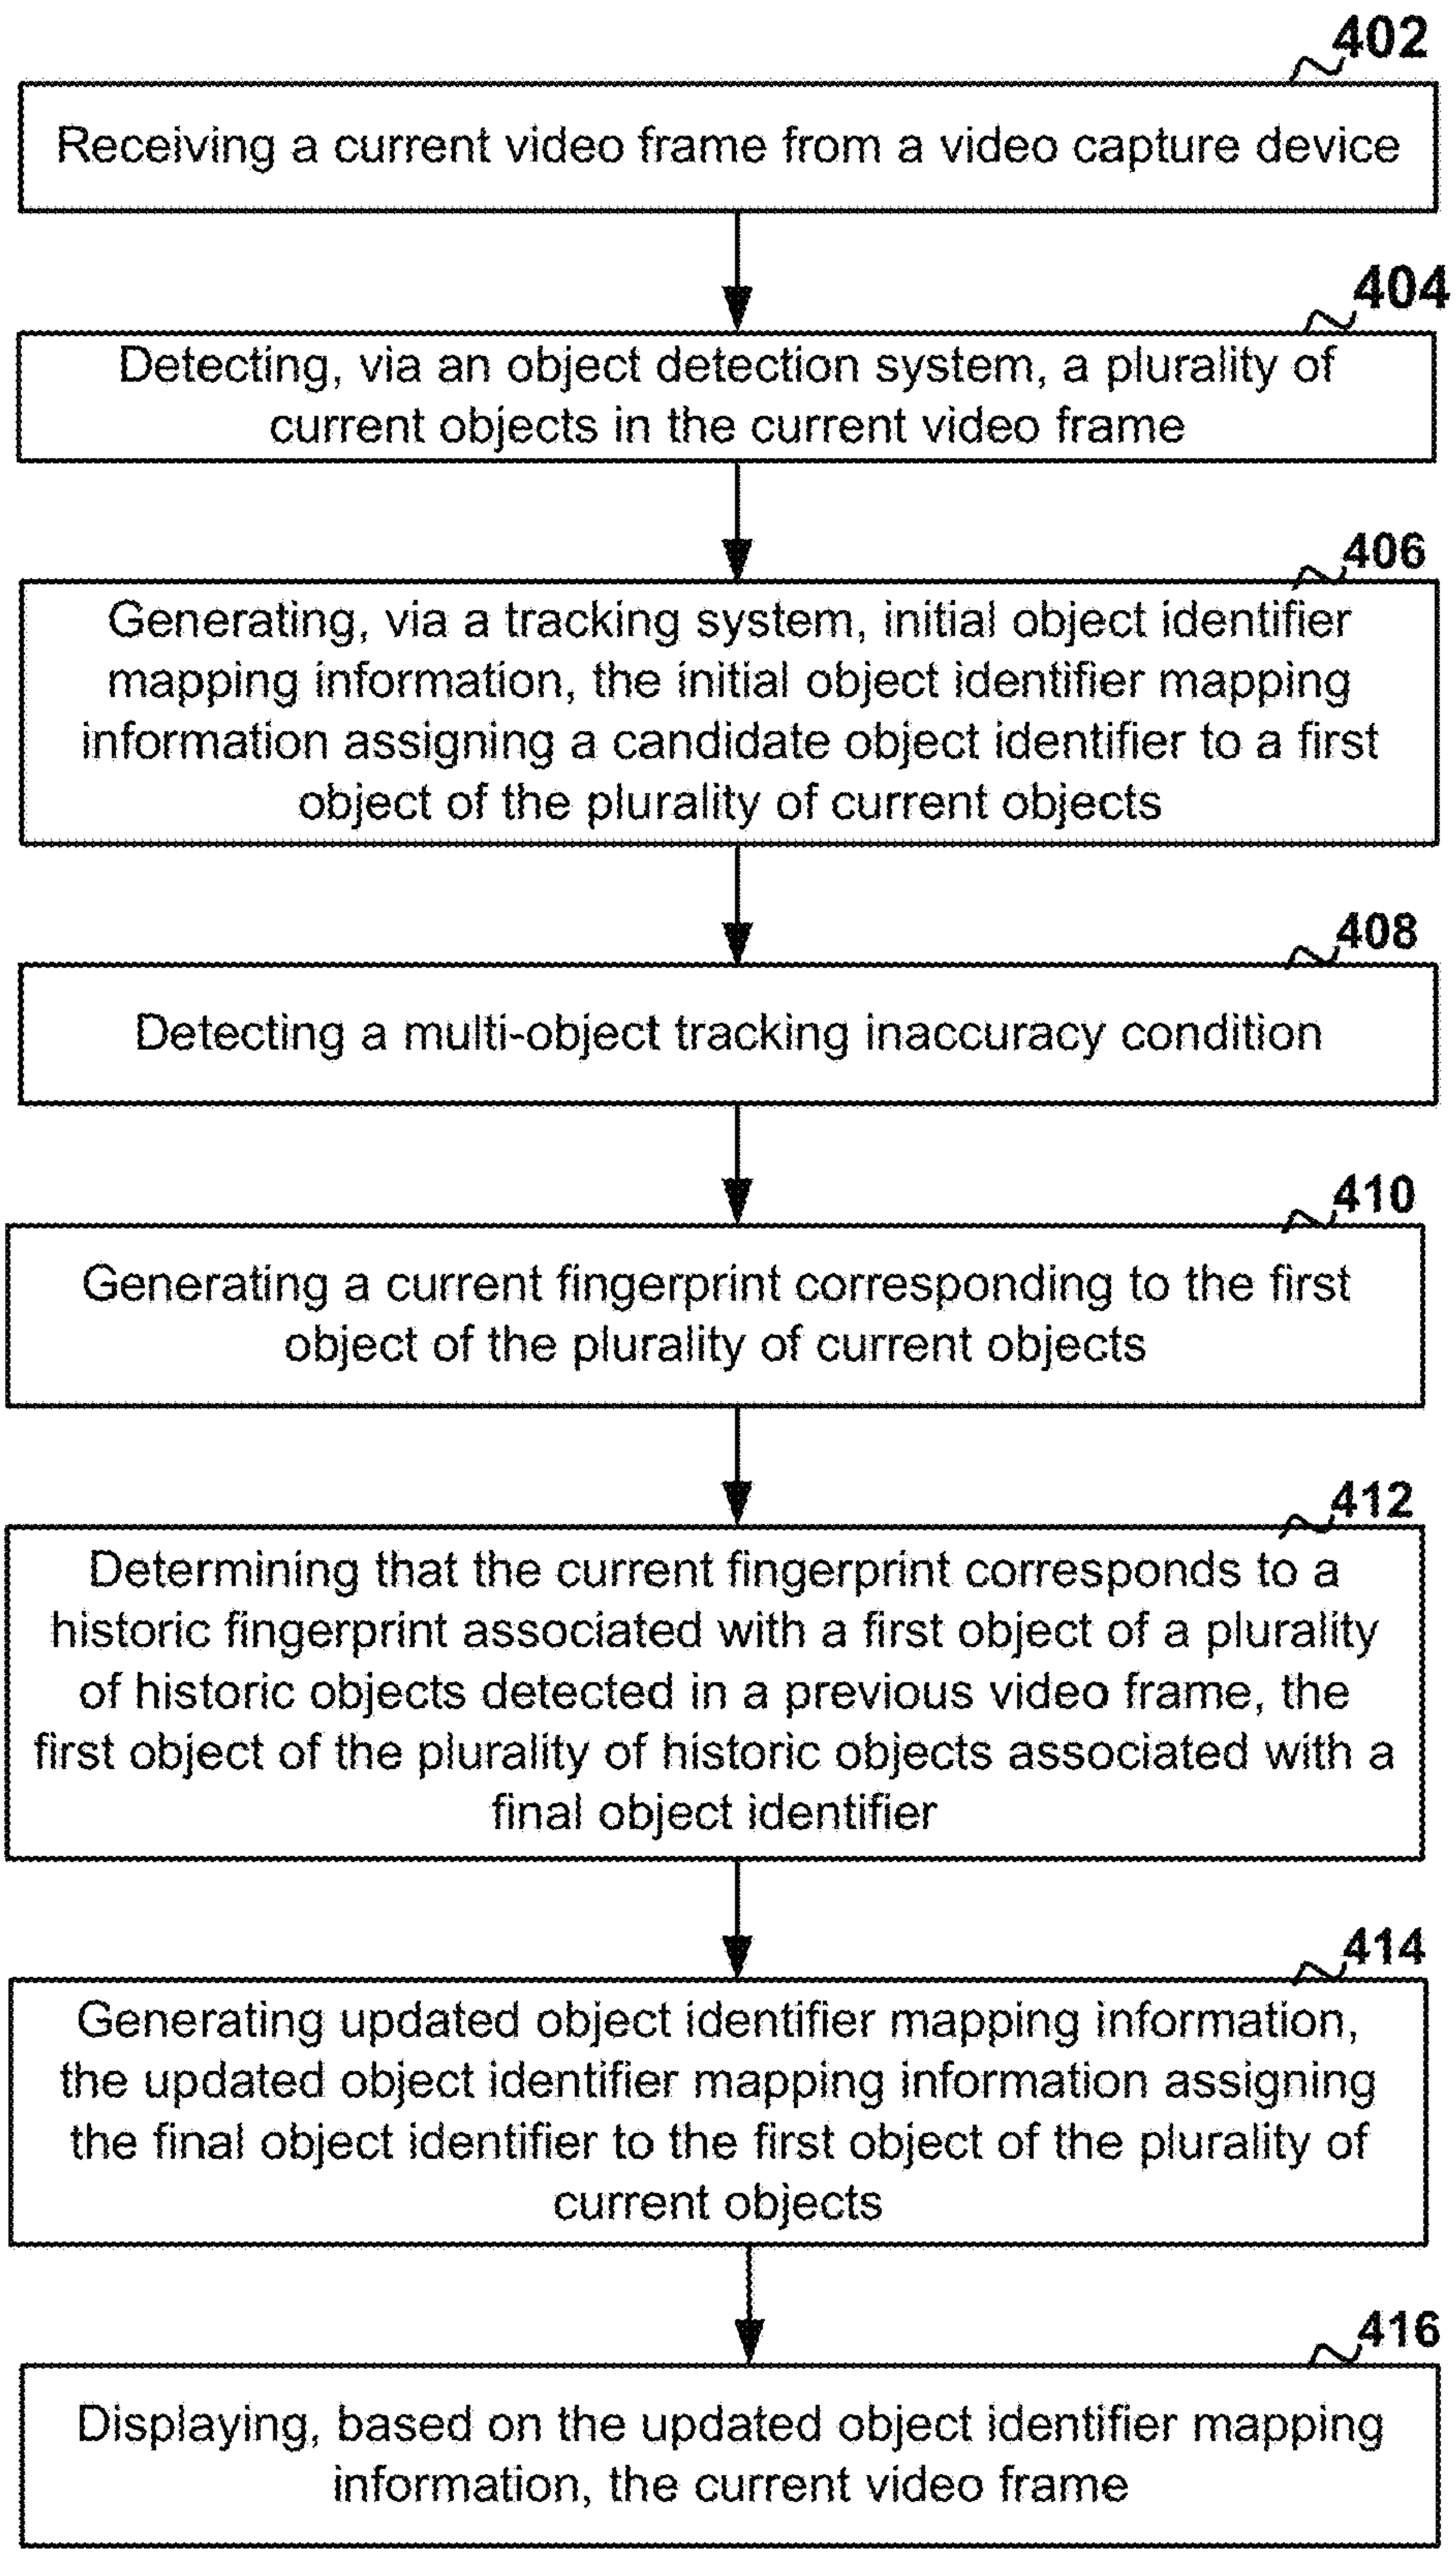 402
Receiving a current video frame from a video capture device
404
Detecting, via an object detection system, a plurality of
current objects in the current video frame
406
Generating, via a tracking system, initial object identifier
mapping information, the initial object identifier mapping
information assigning a candidate object identifier to a first
object of the plurality of current objects
408
Detecting a multi-object tracking inaccuracy condition
410
Generating a current fingerprint corresponding to the first
object of the plurality of current objects
412
Determining that the current fingerprint corresponds to a
historic fingerprint associated with a first object of a plurality
of historic objects detected in a previous video frame, the
first object of the plurality of historic objects associated with a
final object identifier
414
Generating updated object identifier mapping information,
the updated object identifier mapping information assigning
the final object identifier to the first object of the plurality of
current objects
416
Displaying, based on the updated object identifier mapping
information, the current video frame